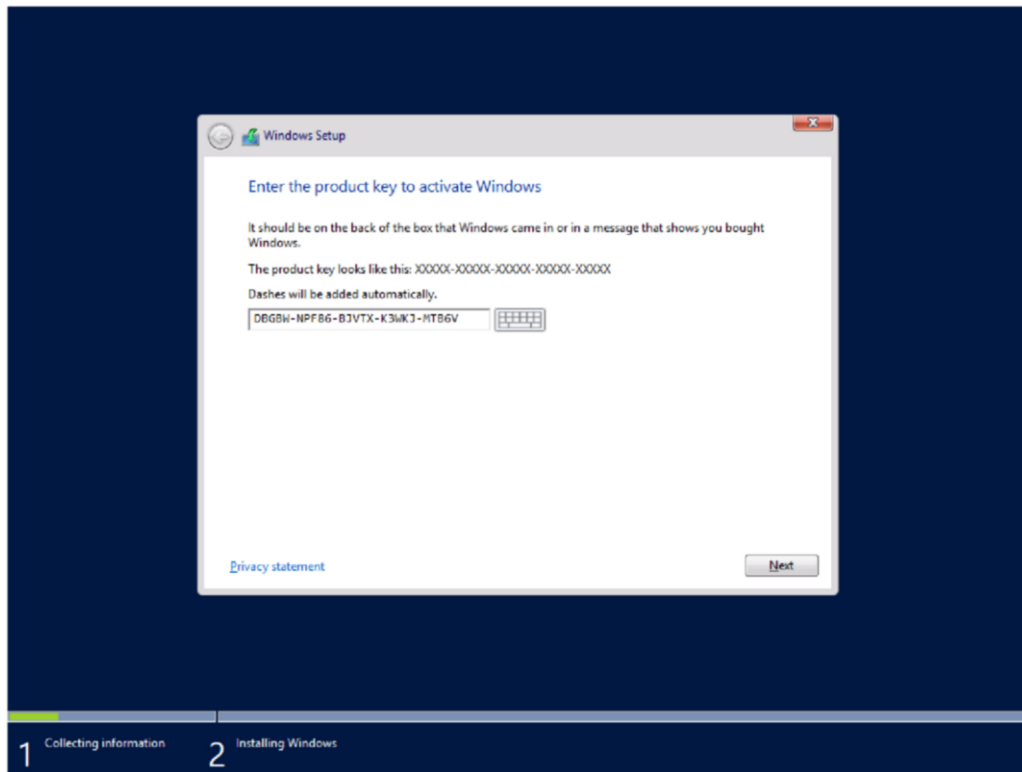 Windows Setup
Enter the product key to activate Windows
It should be on the back of the box that Windows came in or in a message that shows you bought
Windows.
The product key looks like this: XXXXX-XXXXX-XXXXX-XXXXX-XXXXX
Dashes will be added automatically.
DBGBW-NPF86-BJVTX-K3WKJ-MTB6V
Privacy statement
Next
1 Collecting information
2 Installing Windows